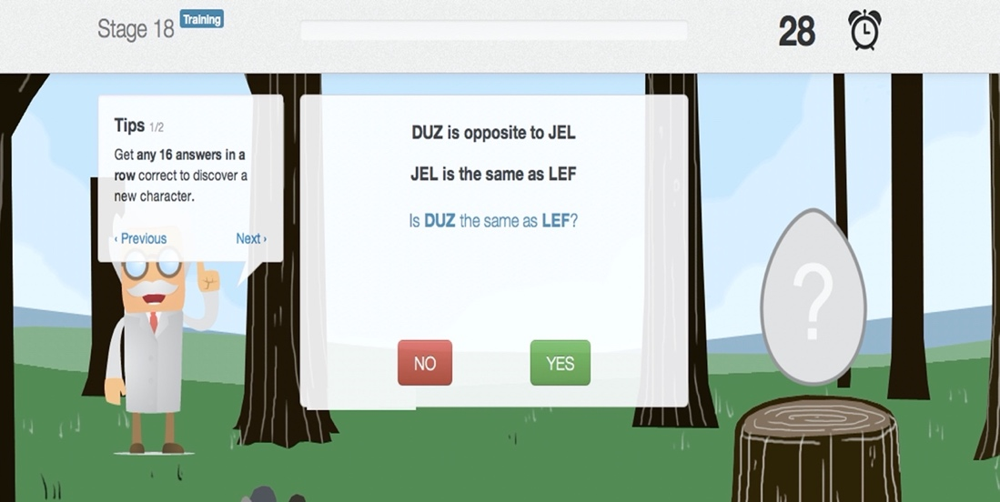 Stage 18 Training
28
Tips 1/2
Get any 16 answers in a
row correct to discover a
new character.
‹ Previous Next ›
DUZ is opposite to JEL
JEL is the same as LEF
Is DUZ the same as LEF?
NO YES
?